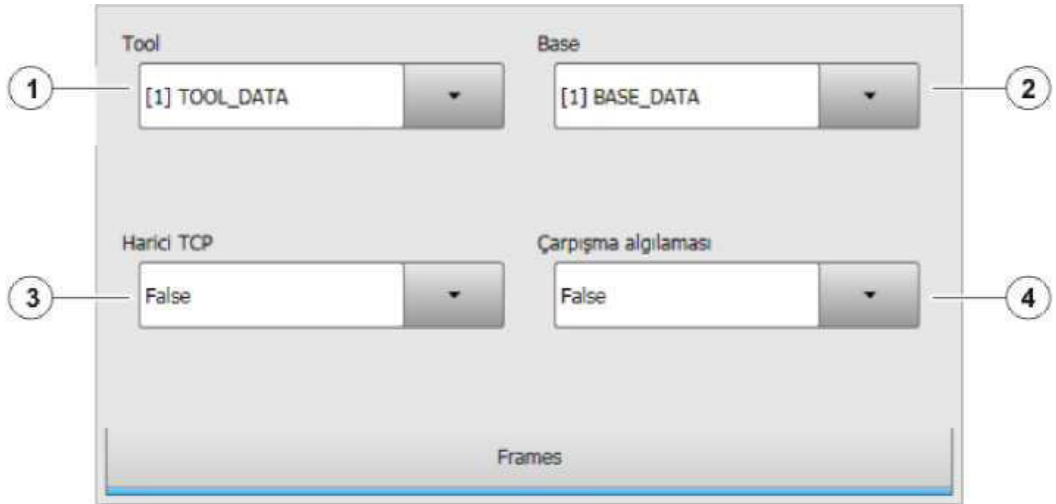 Tool
Base
1
[1] TOOL_DATA
[1] BASE_DATA
2
Harici TCP
Çarpışma algılaması
3
False
False
4
Frames